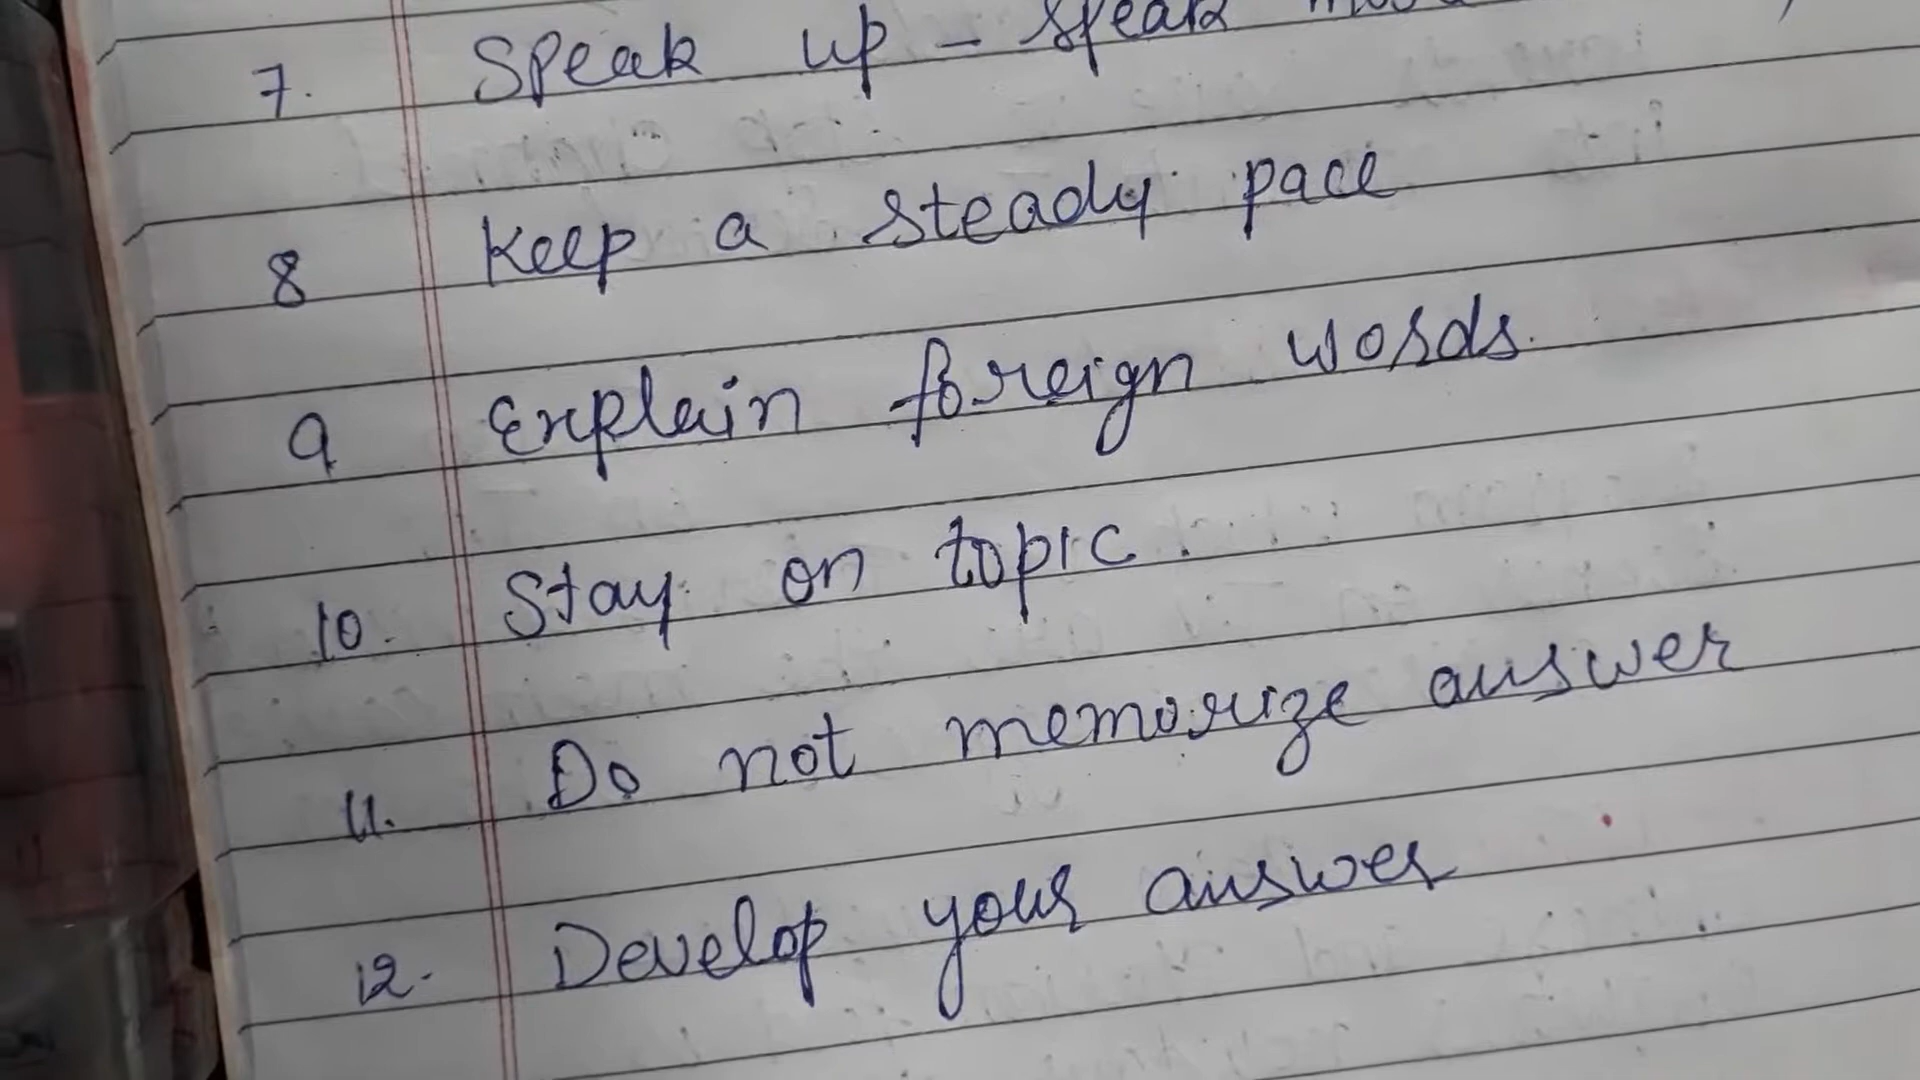 7. Speak up - speak
8 Keep a steady pace
9 Explain foreign words.
10. Stay on topic.
11. Do not memorize answer
12. Develop your answer